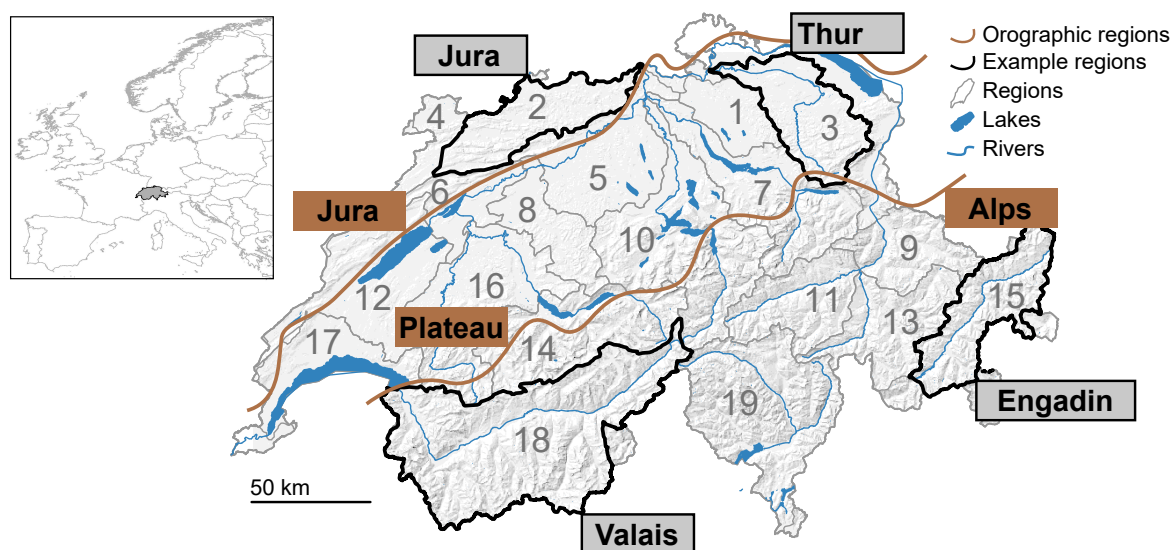 Jura
Thur
Orographic regions
Example regions
Regions
Lakes
Rivers
1
2
3
4
5
6
7
8
Jura
Alps
9
10
11
12
13
14
15
16
Plateau
17
18
19
Engadin
50 km
Valais